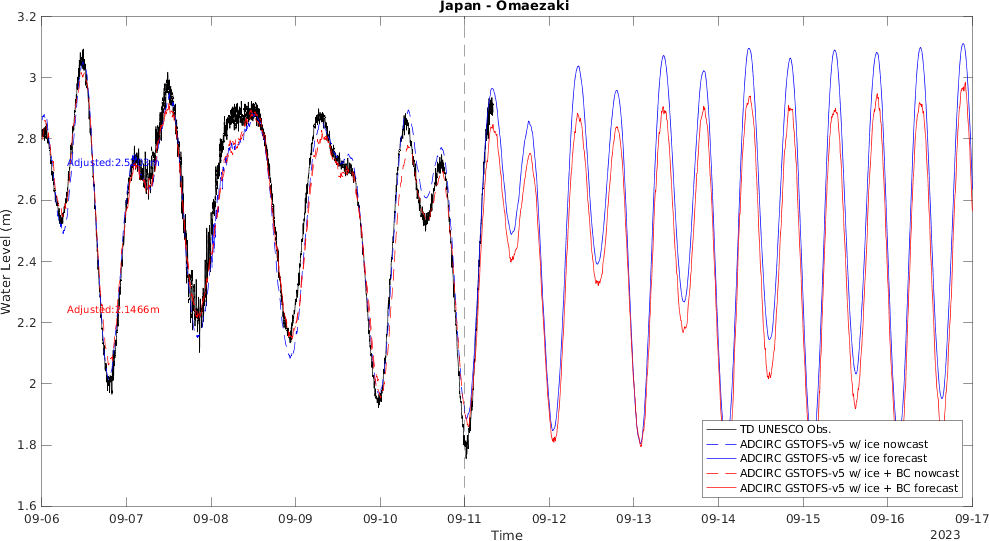 Japan - Omaezaki
Water Level (m)
3.2
3
2.8
2.6
2.4
2.2
2
1.8
1.6
Adjusted:1466m
TD UNESCO Obs.
ADCIRC GSTOFS-v5 w/ ice nowcast
ADCIRC GSTOFS-v5 w/ ice forecast
ADCIRC GSTOFS-v5 w/ ice + BC nowcast
ADCIRC GSTOFS-v5 w/ ice + BC forecast
09-06 09-07 09-08 09-09 09-10 09-11 09-12 09-13 09-14 09-15 09-16 09-17
Time
2023